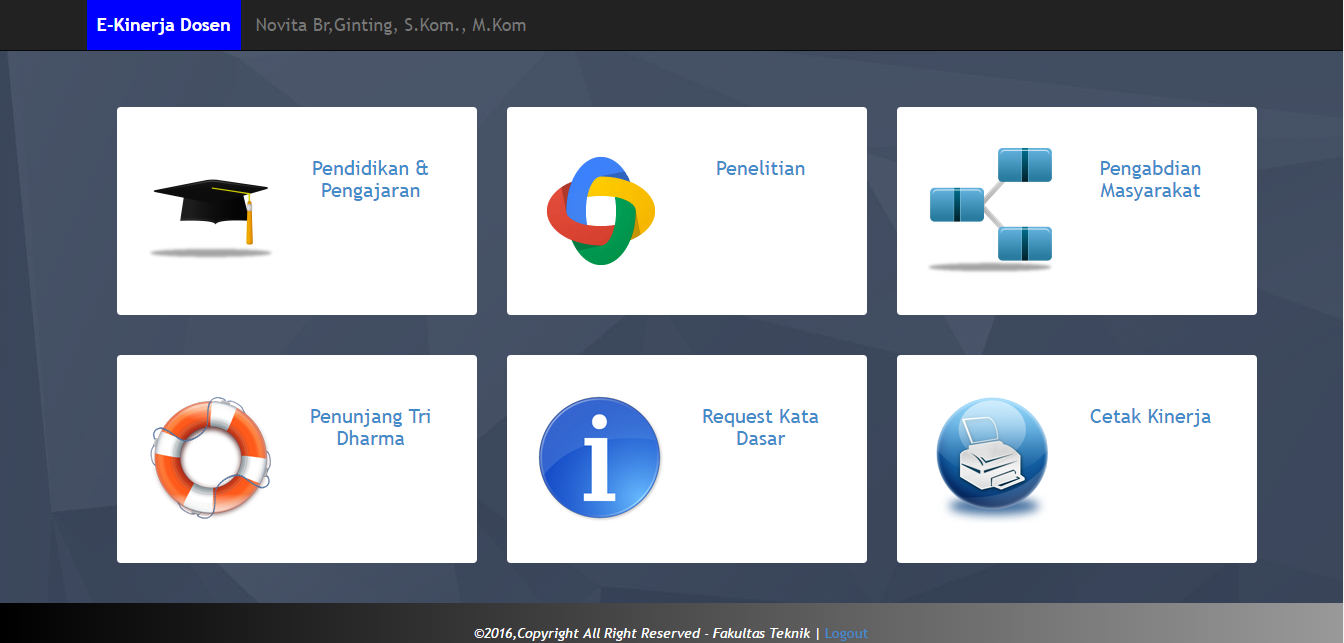 E-Kinerja Dosen Novita Br,Ginting, S.Kom., M.Kom
Pendidikan &
Pengajaran
Penelitian
Pengabdian
Masyarakat
Penunjang Tri
Dharma
Request Kata
Dasar
Cetak Kinerja
©2016,Copyright All Right Reserved - Fakultas Teknik | Logout